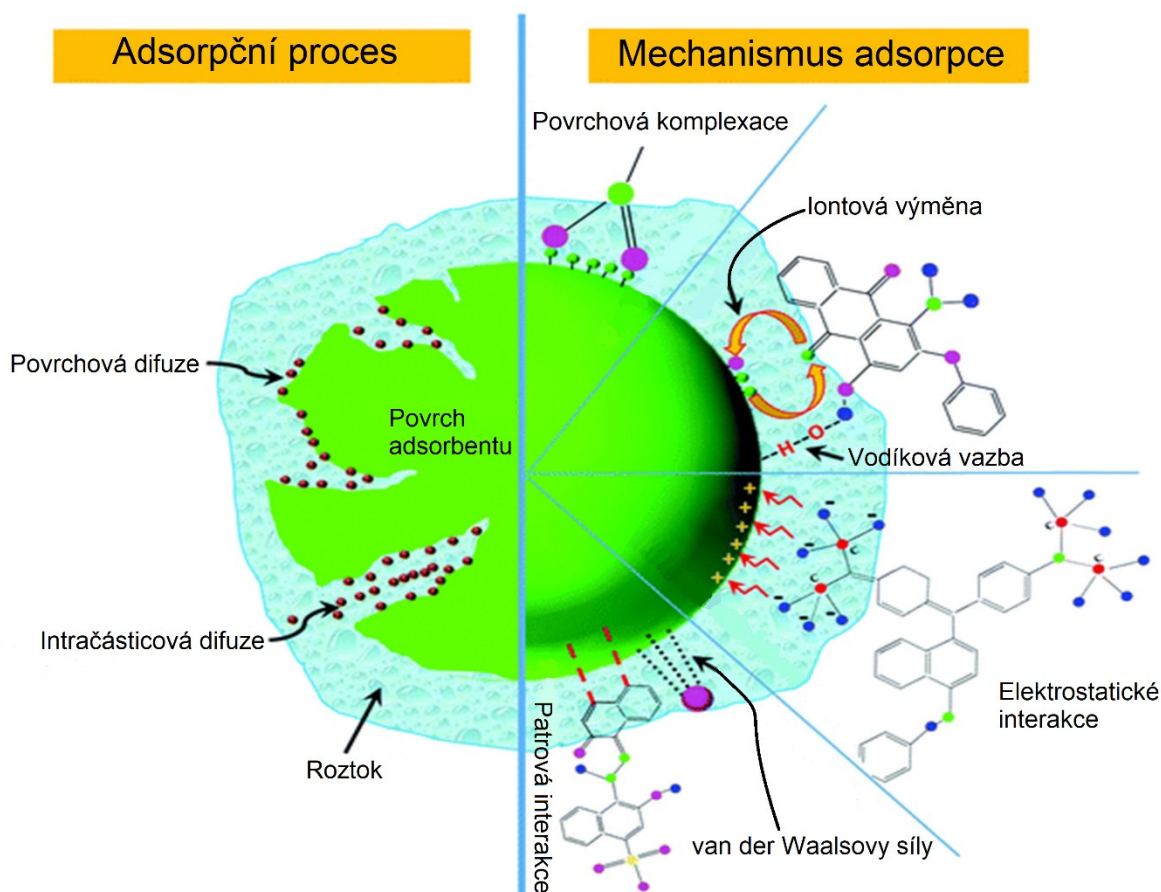 Adsorpční proces
Mechanismus adsorpce
Povrchová komplexace
Iontová výměna
Povrchová difuze
Povrch
adsorbentu
H O
Vodíková vazba
+
+
+
+
+
-
-
-
-
-
c
c
c
c
Intračásticová difuze
Elektrostatické
interakce
Patrová interakce
Roztok
van der Waalsovy síly